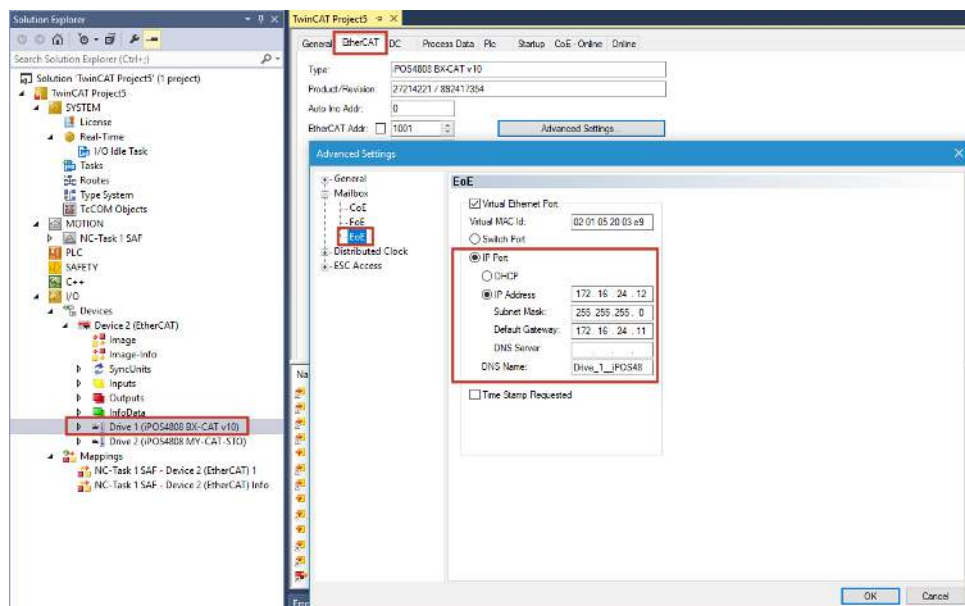 Solution Explorer
Search Solution Explorer (Ctrl+;)
Solution 'TwinCAT Project5' (1 project)
TwinCAT Project5
SYSTEM
License
Real-Time
I/O Idle Task
Tasks
Routes
Type System
TcCOM Objects
MOTION
NC-Task 1 SAF
PLC
SAFETY
C++
I/O
Devices
Device 2 (EtherCAT)
Image
Image-Info
SyncUnits
Inputs
Outputs
InfoData
Drive 1 (iPOS4808 BX-CAT v10)
Drive 2 (iPOS4808 MY-CAT-STO)
Mappings
NC-Task 1 SAF - Device 2 (EtherCAT) 1
NC-Task 1 SAF - Device 2 (EtherCAT) Info
TwinCAT Project5
General EtherCAT DC Process Data Plc Startup CoE - Online Online
Type: iPOS4808 BX-CAT v10
Product/Revision: 27214221 / 892417354
Auto Inc Addr: 0
EtherCAT Addr: 1001 Advanced Settings...
Advanced Settings
General
Mailbox
CoE
FoE
EoE
Distributed Clock
ESC Access
EoE
Virtual Ethernet Port
Virtual MAC Id: 02 01 05 20 03 e9
Switch Port
IP Port
DHCP
IP Address 172 . 16 . 24 . 12
Subnet Mask: 255 . 255 . 255 . 0
Default Gateway: 172 . 16 . 24 . 11
DNS Server
DNS Name: Drive_1__iPOS48
Time Stamp Requested
Na
OK Cancel